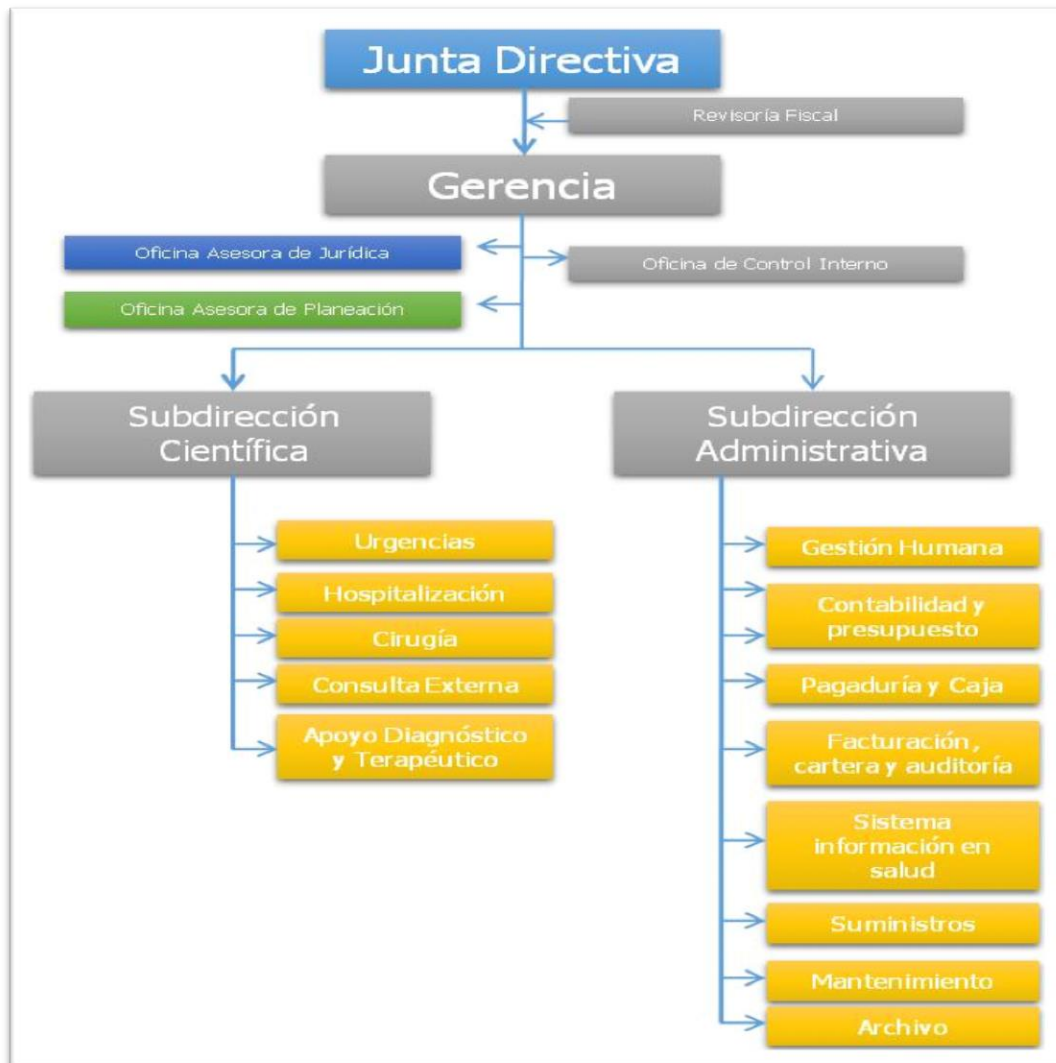 Junta Directiva
Revisoría Fiscal
Gerencia
Oficina Asesora de Jurídica
Oficina de Control Interno
Oficina Asesora de Planeación
Subdirección
Científica
Subdirección
Administrativa
Urgencias
Hospitalización
Cirugía
Consulta Externa
Apoyo Diagnóstico
y Terapéutico
Gestión Humana
Contabilidad y
presupuesto
Pagaduría y Caja
Facturación,
cartera y auditoría
Sistema
información en
salud
Suministros
Mantenimiento
Archivo